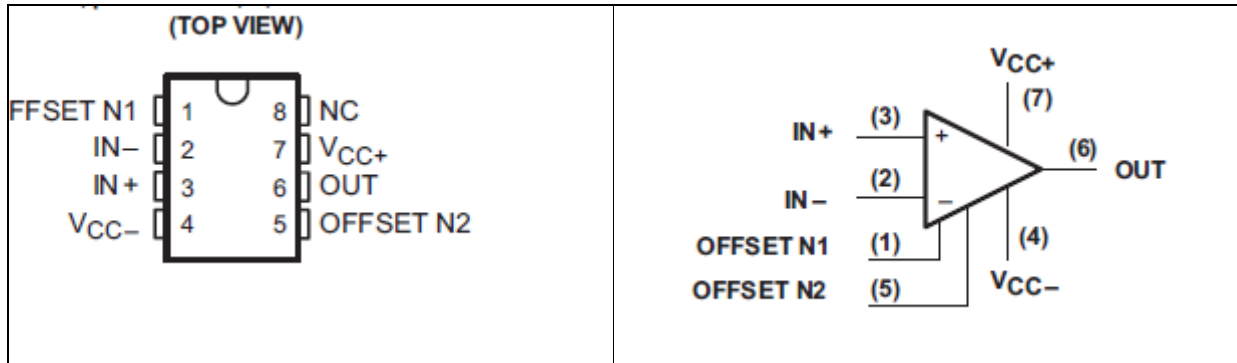 (TOP VIEW)
FFSET N1 1 8 NC
IN– 2 7 VCC+
IN + 3 6 OUT
VCC– 4 5 OFFSET N2
VCC+
(7)
IN+ (3) +
(6) OUT
IN– (2) –
OFFSET N1 (1)
(4)
OFFSET N2 (5)
VCC–